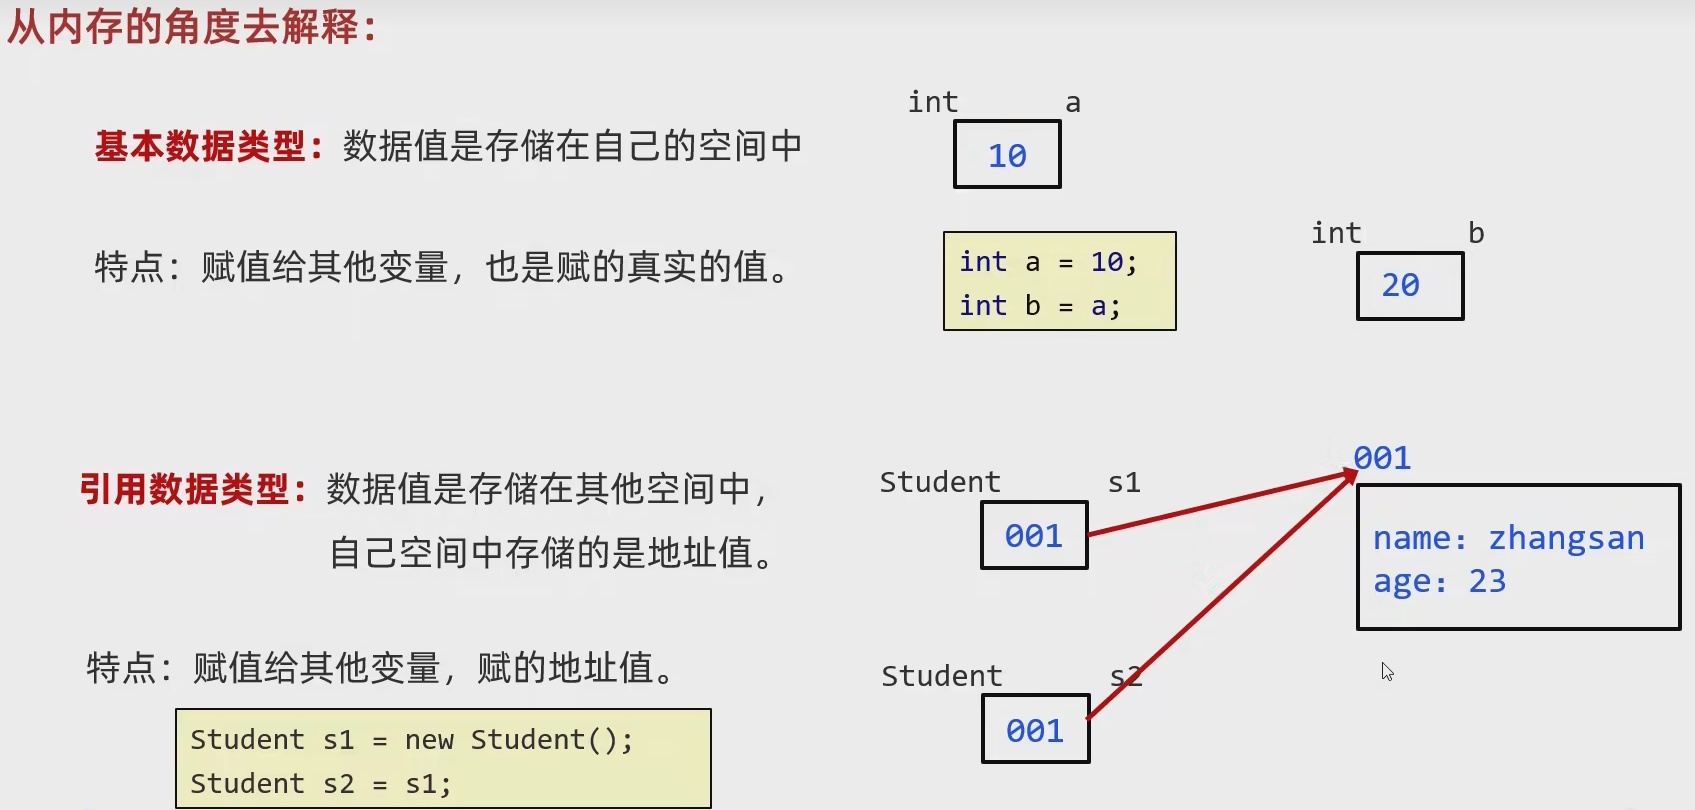 从内存的角度去解释：
int a
10
基本数据类型：数据值是存储在自己的空间中
特点：赋值给其他变量，也是赋的真实的值。
int a = 10;
int b = a;
int b
20
引用数据类型：数据值是存储在其他空间中，
自己空间中存储的是地址值。
Student s1
001
001
name: zhangsan
age: 23
特点：赋值给其他变量，赋的地址值。
Student s2
001
Student s1 = new Student();
Student s2 = s1;